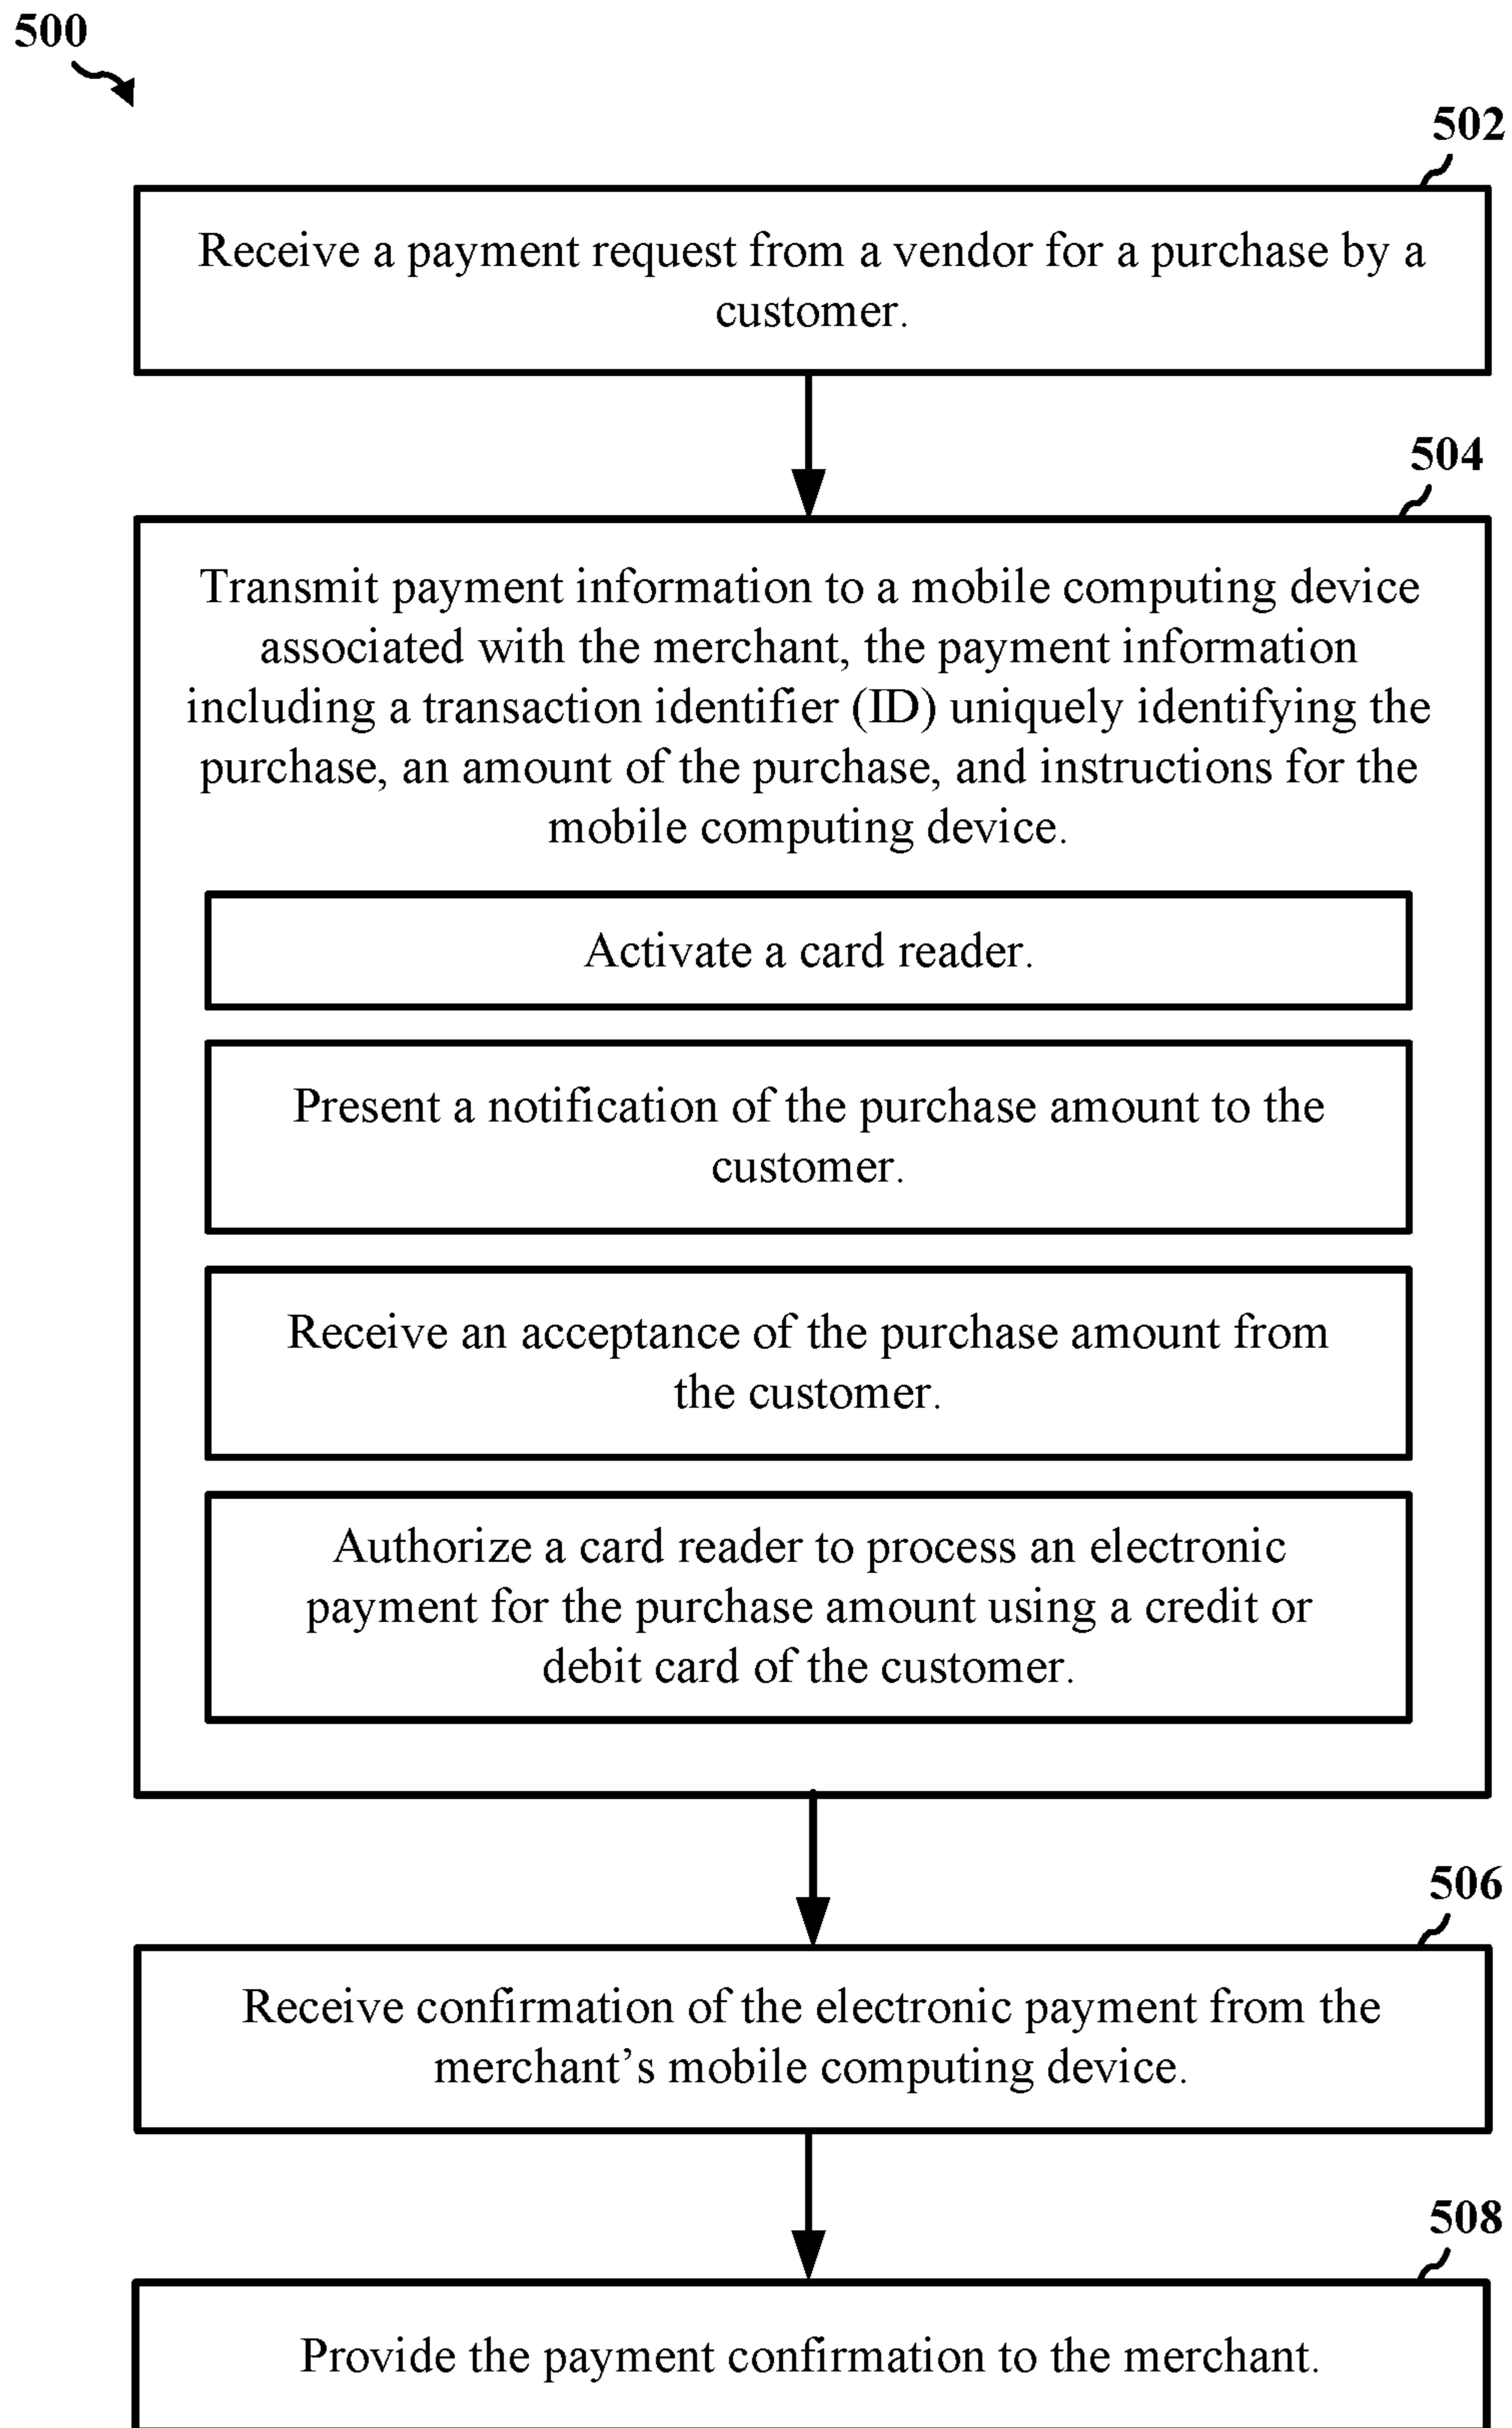 500
502
Receive a payment request from a vendor for a purchase by a
customer.
504
Transmit payment information to a mobile computing device
associated with the merchant, the payment information
including a transaction identifier (ID) uniquely identifying the
purchase, an amount of the purchase, and instructions for the
mobile computing device.
Activate a card reader.
Present a notification of the purchase amount to the
customer.
Receive an acceptance of the purchase amount from
the customer.
Authorize a card reader to process an electronic
payment for the purchase amount using a credit or
debit card of the customer.
506
Receive confirmation of the electronic payment from the
merchant’s mobile computing device.
508
Provide the payment confirmation to the merchant.